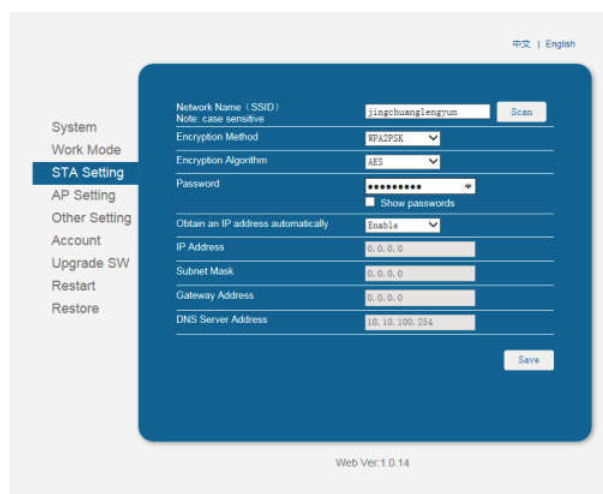 中文 | English
System
Work Mode
STA Setting
AP Setting
Other Setting
Account
Upgrade SW
Restart
Restore
Network Name（SSID）
Note: case sensitive
jingchuanglengyun
Scan
Encryption Method
WPA2PSK
Encryption Algorithm
AES
Password
●●●●●●●●●
Show passwords
Obtain an IP address automatically
Enable
IP Address
0.0.0.0
Subnet Mask
0.0.0.0
Gateway Address
0.0.0.0
DNS Server Address
10.10.100.254
Save
Web Ver:1.0.14